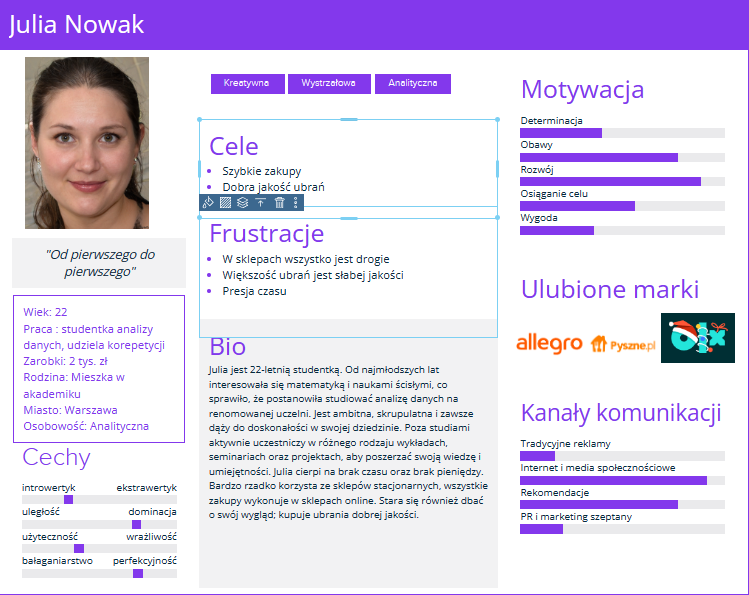 Julia Nowak
"Od pierwszego do
pierwszego"
Wiek: 22
Praca : studentka analizy
danych, udziela korepetycji
Zarobki: 2 tys. zł
Rodzina: Mieszka w
akademiku
Miasto: Warszawa
Osobowość: Analityczna
Cechy
introwertyk ekstrawertyk
uległość dominacja
użyteczność wrażliwość
bałaganiarstwo perfekcyjność
Kreatywna Wystrzałowa Analityczna
Cele
Szybkie zakupy
Dobra jakość ubrań
Frustracje
W sklepach wszystko jest drogie
Większość ubrań jest słabej jakości
Presja czasu
Bio
Julia jest 22-letnią studentką. Od najmłodszych lat
interesowała się matematyką i naukami ścisłymi, co
sprawiło, że postanowiła studiować analizę danych na
renomowanej uczelni. Jest ambitna, skrupulatna i zawsze
dąży do doskonałości w swojej dziedzinie. Poza studiami
aktywnie uczestniczy w różnego rodzaju wykładach,
seminariach oraz projektach, aby poszerzać swoją wiedzę i
umiejętności. Julia cierpi na brak czasu oraz brak pieniędzy.
Bardzo rzadko korzysta ze sklepów stacjonarnych, wszystkie
zakupy wykonuje w sklepach online. Stara się również dbać
o swój wygląd; kupuje ubrania dobrej jakości.
Motywacja
Determinacja
Obawy
Rozwój
Osiąganie celu
Wygoda
Ulubione marki
allegro Pyszne.pl olx
Kanały komunikacji
Tradycyjne reklamy
Internet i media społecznościowe
Rekomendacje
PR i marketing szeptany